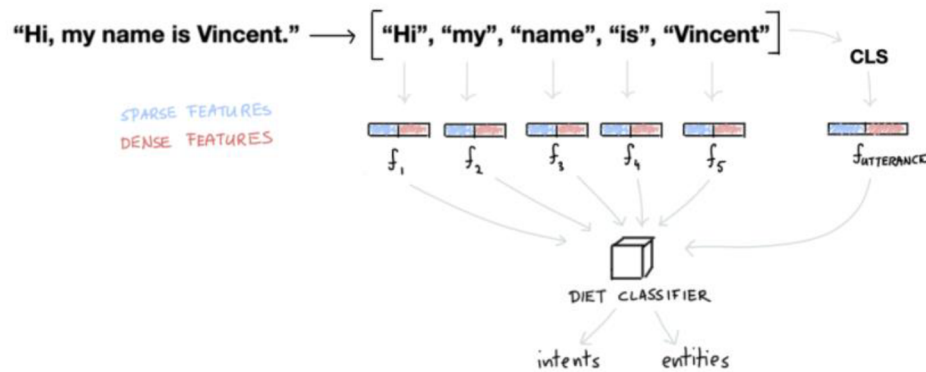 “Hi, my name is Vincent.” [“Hi”, “my”, “name”, “is”, “Vincent”]
CLS
SPARSE FEATURES
DENSE FEATURES
f1 f2 f3 f4 f5 fUTTERANCE
DIET CLASSIFIER
intents entities